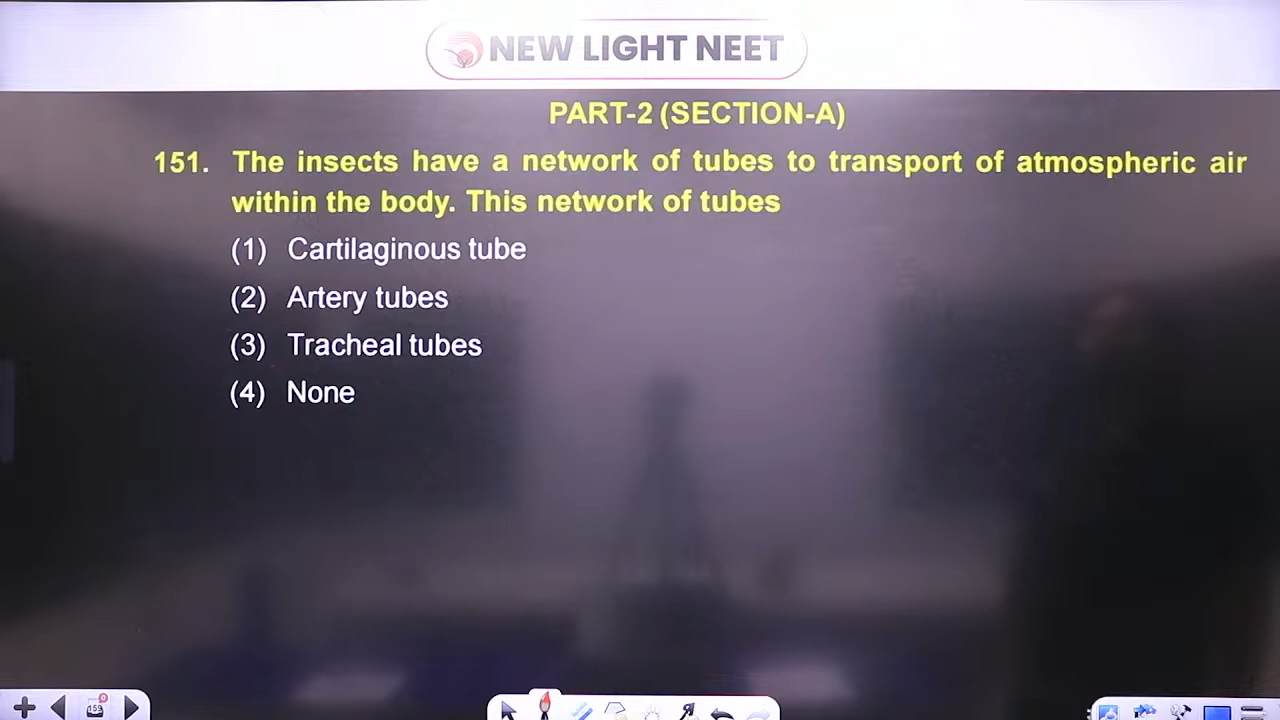 NEW LIGHT NEET
PART-2 (SECTION-A)
151. The insects have a network of tubes to transport of atmospheric air
within the body. This network of tubes
(1) Cartilaginous tube
(2) Artery tubes
(3) Tracheal tubes
(4) None